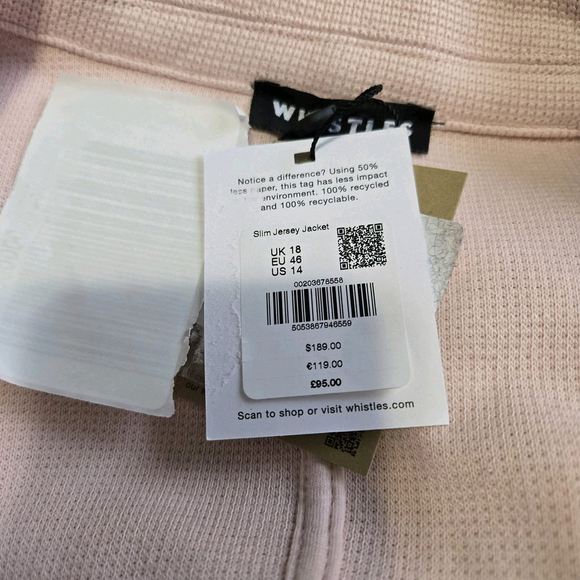 WHISTLES
Notice a difference? Using 50%
less paper, this tag has less impact
environment. 100% recycled
and 100% recyclable.
Slim Jersey Jacket
UK 18
EU 46
US 14
00203678558
5053867946559
$189.00
€119.00
£95.00
Scan to shop or visit whistles.com
our